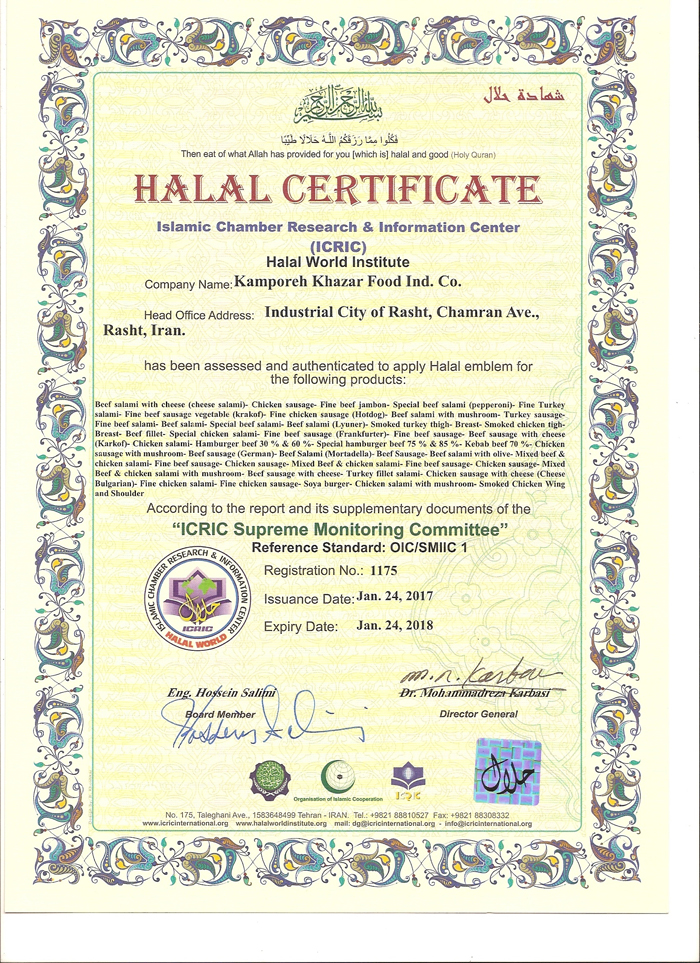 شهادة حلال
بسم الله الرحمن الرحيم
فَكُلُوا مِمَّا رَزَقَكُمُ اللَّهُ حَلَالًا طَيِّبًا
Then eat of what Allah has provided for you [which is] halal and good (Holy Quran)
HALAL CERTIFICATE
Islamic Chamber Research & Information Center
(ICRIC)
Halal World Institute
Company Name: Kamporeh Khazar Food Ind. Co.
Head Office Address: Industrial City of Rasht, Chamran Ave.,
Rasht, Iran.
has been assessed and authenticated to apply Halal emblem for
the following products:
Beef salami with cheese (cheese salami)- Chicken sausage- Fine beef jambon- Special beef salami (pepperoni)- Fine Turkey
salami- Fine beef sausage vegetable (krakof)- Fine chicken sausage (Hotdog)- Beef salami with mushroom- Turkey sausage-
Fine beef salami- Beef salami- Special beef salami- Beef salami (Lyuner)- Smoked turkey thigh- Breast- Smoked chicken tigh-
Breast- Beef fillet- Special chicken salami- Fine beef sausage (Frankfurter)- Fine beef sausage- Beef sausage with cheese
(Karkof)- Chicken salami- Hamburger beef 30 % & 60 %- Special hamburger beef 75 % & 85 %- Kebab beef 70 %- Chicken
sausage with mushroom- Beef sausage (German)- Beef Salami (Mortadella)- Beef Sausage- Beef salami with olive- Mixed beef &
chicken salami- Fine beef sausage- Chicken sausage- Mixed Beef & chicken salami- Fine beef sausage- Chicken sausage- Mixed
Beef & chicken salami with mushroom- Beef sausage with cheese- Turkey fillet salami- Chicken sausage with cheese (Cheese
Bulgarian)- Fine chicken salami- Fine chicken sausage- Soya burger- Chicken salami with mushroom- Smoked Chicken Wing
and Shoulder
According to the report and its supplementary documents of the
“ICRIC Supreme Monitoring Committee”
Reference Standard: OIC/SMIIC 1
ISLAMIC CHAMBER RESEARCH & INFORMATION CENTER
حلال
ICRIC
HALAL WORLD
Registration No.: 1175
Issuance Date: Jan. 24, 2017
Expiry Date: Jan. 24, 2018
m.r. Karbasi
Eng. Hossein Salimi
Dr. Mohammadreza Karbasi
Board Member
Director General
حلال
Organisation of Islamic Cooperation
ICRIC
No. 175, Taleghani Ave., 1583648499 Tehran - IRAN. Tel.: +9821 88810527 Fax: +9821 88308332
www.icricinternational.org www.halalworldinstitute.org mail: dg@icricinternational.org - info@icricinternational.org